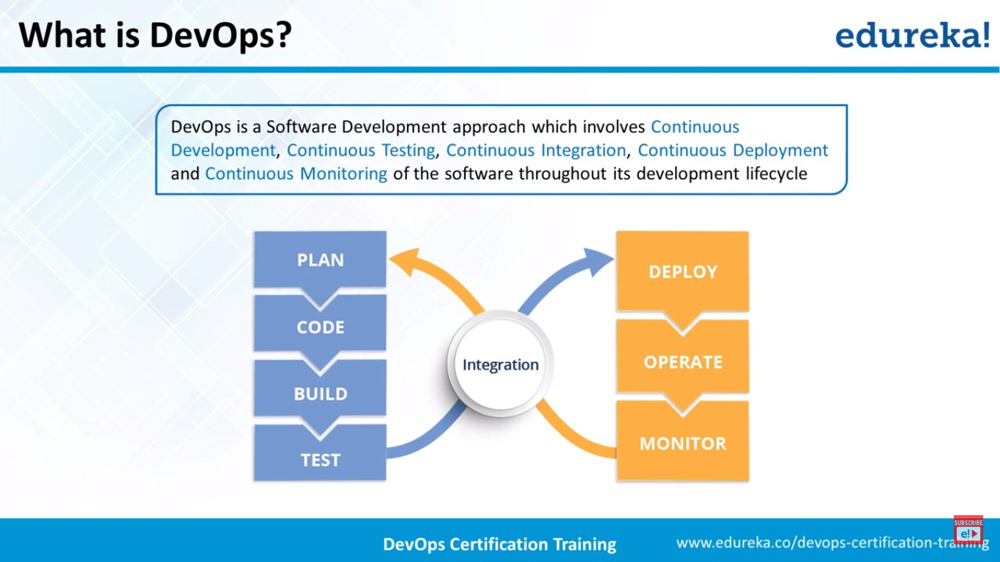 What is DevOps?
edureka!
DevOps is a Software Development approach which involves Continuous
Development, Continuous Testing, Continuous Integration, Continuous Deployment
and Continuous Monitoring of the software throughout its development lifecycle
PLAN
CODE
BUILD
TEST
Integration
DEPLOY
OPERATE
MONITOR
DevOps Certification Training
www.edureka.co/devops-certification-training
SUBSCRIBE
e!